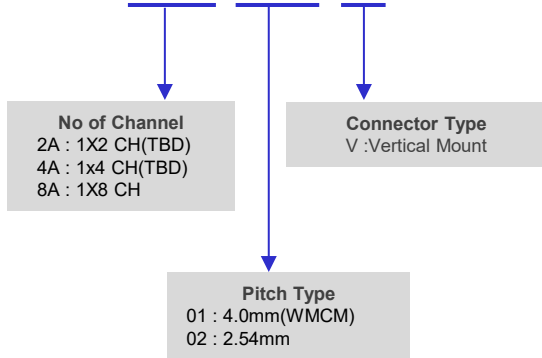 No of Channel
2A : 1X2 CH(TBD)
4A : 1x4 CH(TBD)
8A : 1X8 CH
Connector Type
V :Vertical Mount
Pitch Type
01 : 4.0mm(WMCM)
02 : 2.54mm